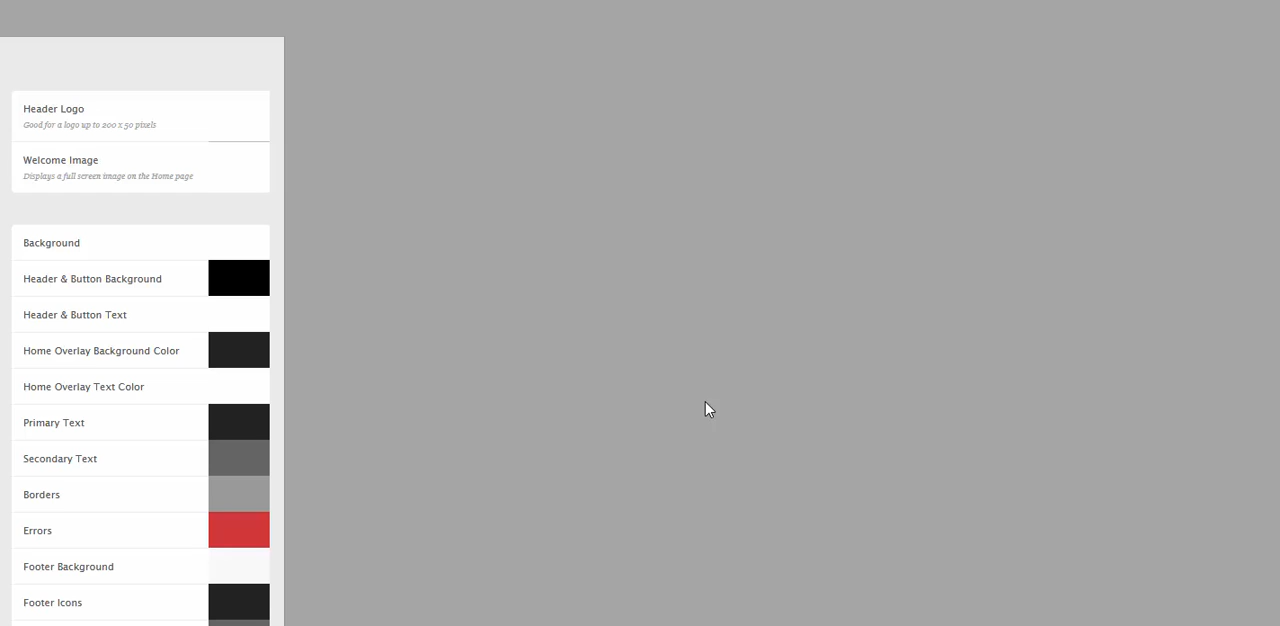 Header Logo
Good for a logo up to 200 x 50 pixels
Welcome Image
Displays a full screen image on the Home page
Background
Header & Button Background
Header & Button Text
Home Overlay Background Color
Home Overlay Text Color
Primary Text
Secondary Text
Borders
Errors
Footer Background
Footer Icons